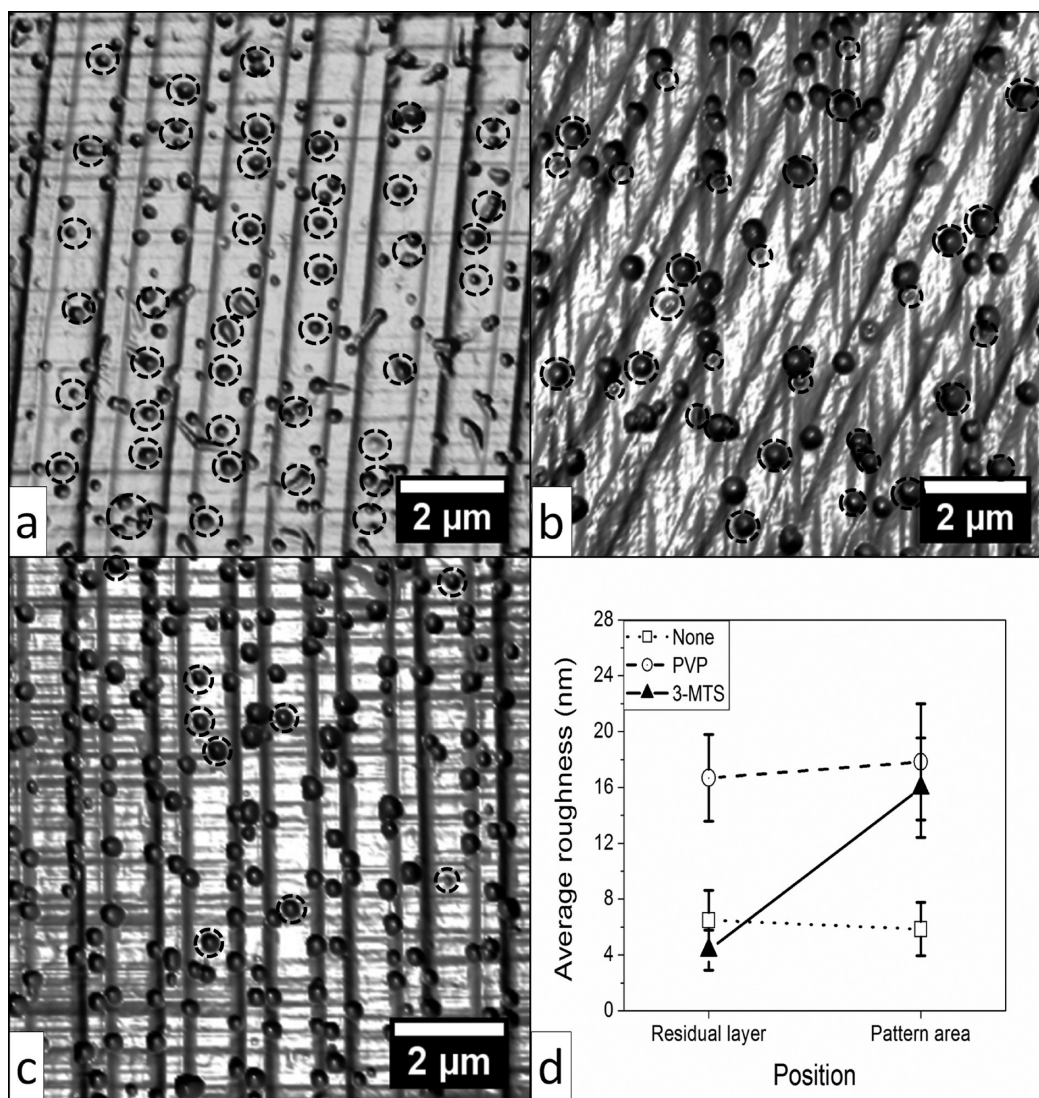 a
2 µm
b
2 µm
c
2 µm
28
24
20
16
12
8
4
0
Average roughness (nm)
None
PVP
3-MTS
Residual layer
Pattern area
Position
d